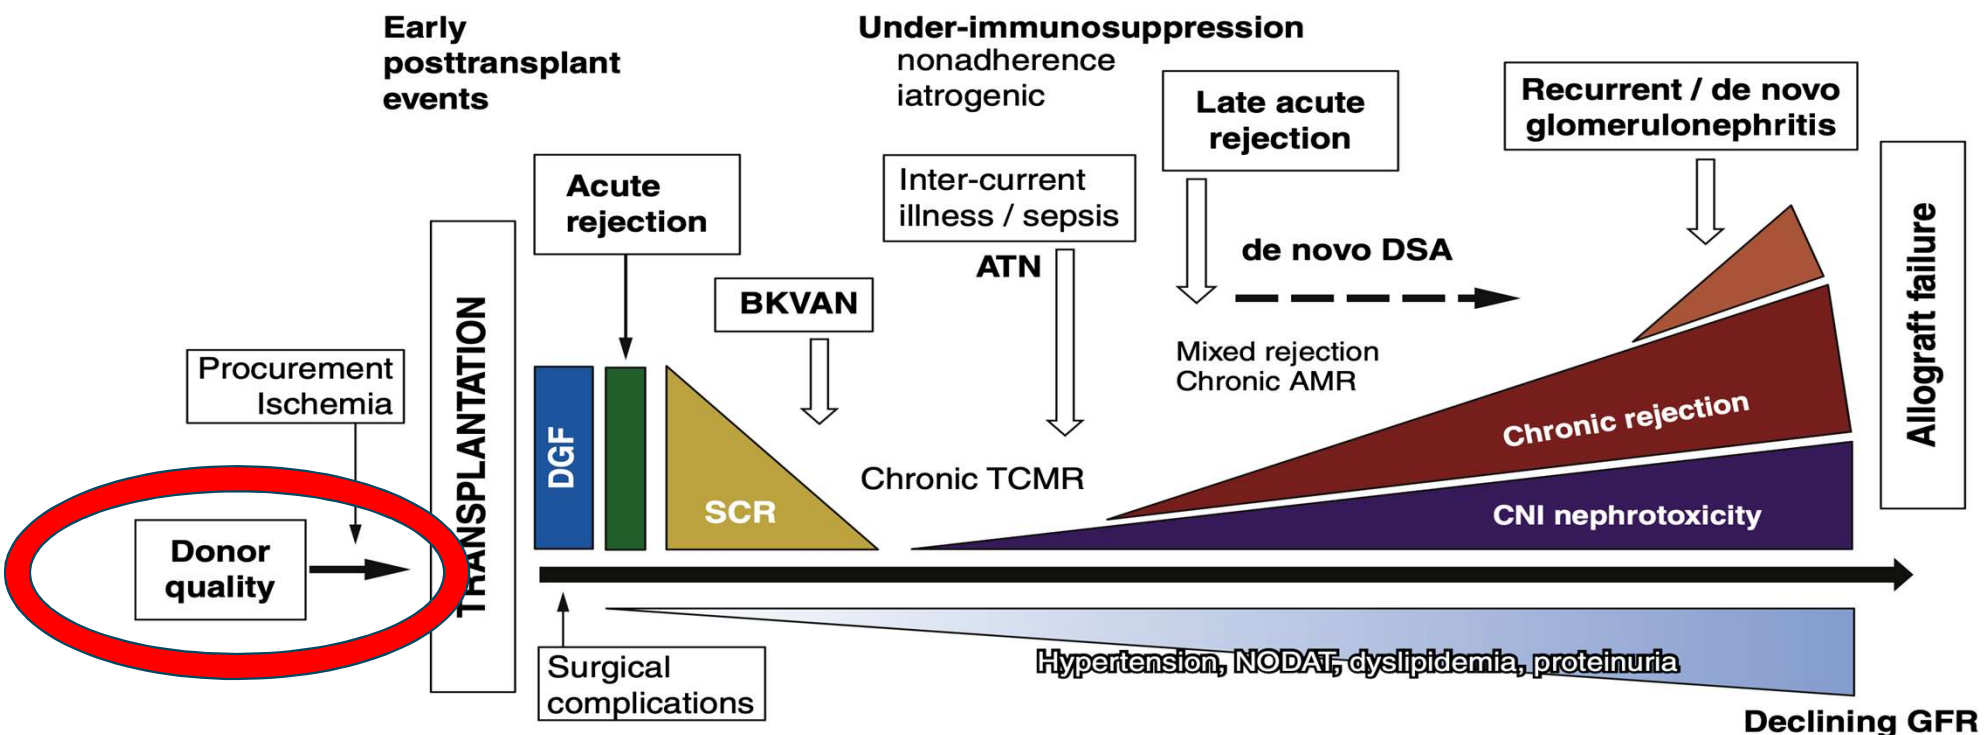 Early
posttransplant
events
Under-immunosuppression
nonadherence
iatrogenic
Late acute
rejection
Recurrent / de novo
glomerulonephritis
Acute
rejection
Inter-current
illness / sepsis
ATN
de novo DSA
BKVAN
Mixed rejection
Chronic AMR
Procurement
Ischemia
TRANSPLANTATION
DGF
SCR
Chronic TCMR
Chronic rejection
CNI nephrotoxicity
Allograft failure
Donor
quality
Surgical
complications
Hypertension, NODAT, dyslipidemia, proteinuria
Declining GFR